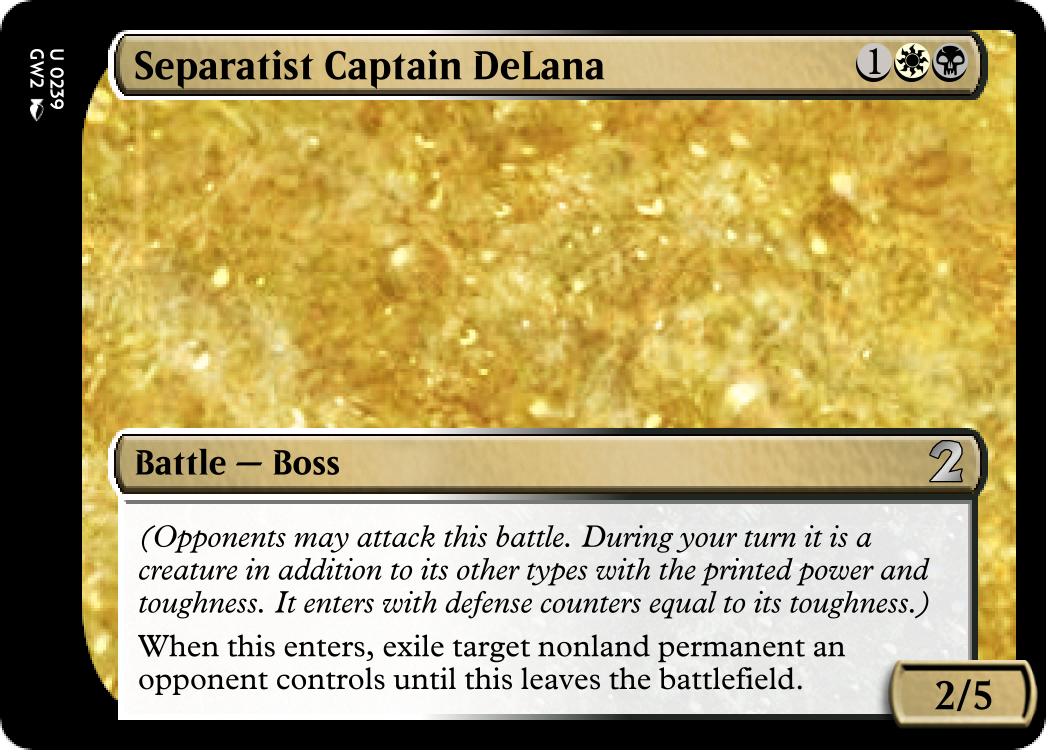 U 0239
GW2
Separatist Captain DeLana
1
Battle — Boss
2
(Opponents may attack this battle. During your turn it is a
creature in addition to its other types with the printed power and
toughness. It enters with defense counters equal to its toughness.)
When this enters, exile target nonland permanent an
opponent controls until this leaves the battlefield.
2/5